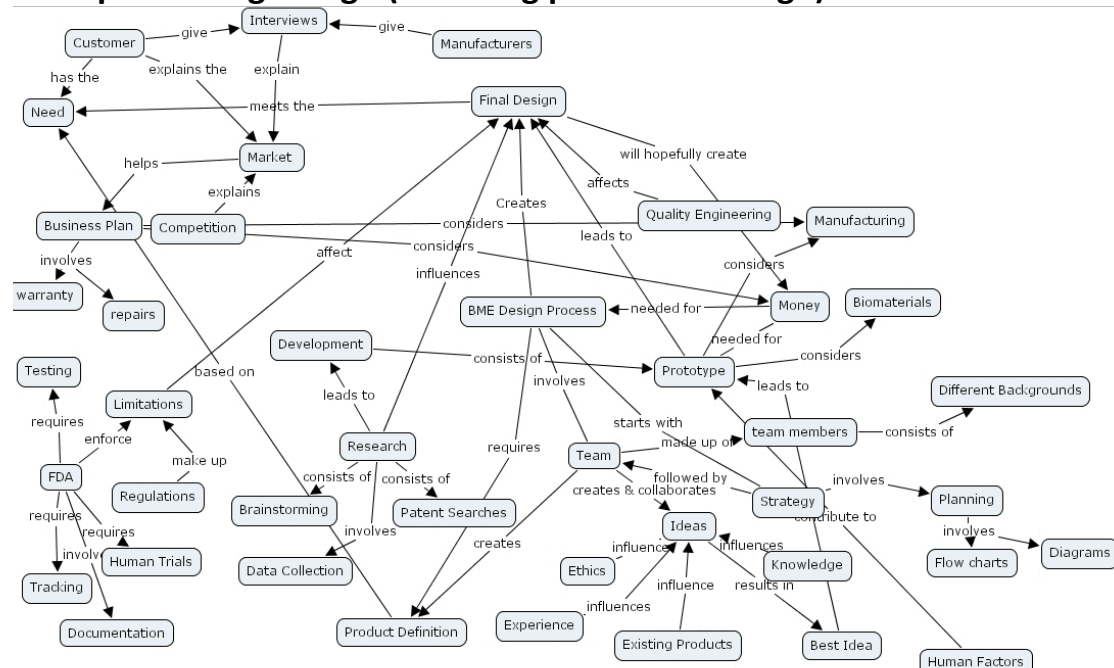 Interviews
Customer
give
give
Manufacturers
has the
explains the
explain
Need
meets the
Final Design
helps
Market
will hopefully create
explains
affects
Creates
Business Plan
Competition
considers
Quality Engineering
Manufacturing
considers
leads to
affect
involves
influences
considers
warranty
repairs
BME Design Process
needed for
Money
Biomaterials
Development
needed for
consists of
considers
Testing
based on
involves
Prototype
leads to
leads to
Different Backgrounds
Limitations
requires
starts with
enforce
Research
made up of
team members
consists of
make up
requires
Team
FDA
consists of
consists of
followed by
involves
Regulations
creates & collaborates
Strategy
Planning
Brainstorming
Patent Searches
requires
contribute to
Ideas
requires
involves
involves
creates
influence
influences
Human Trials
Data Collection
Ethics
Knowledge
Flow charts
Diagrams
Tracking
influence
results in
influences
Experience
Documentation
Product Definition
Existing Products
Best Idea
Human Factors